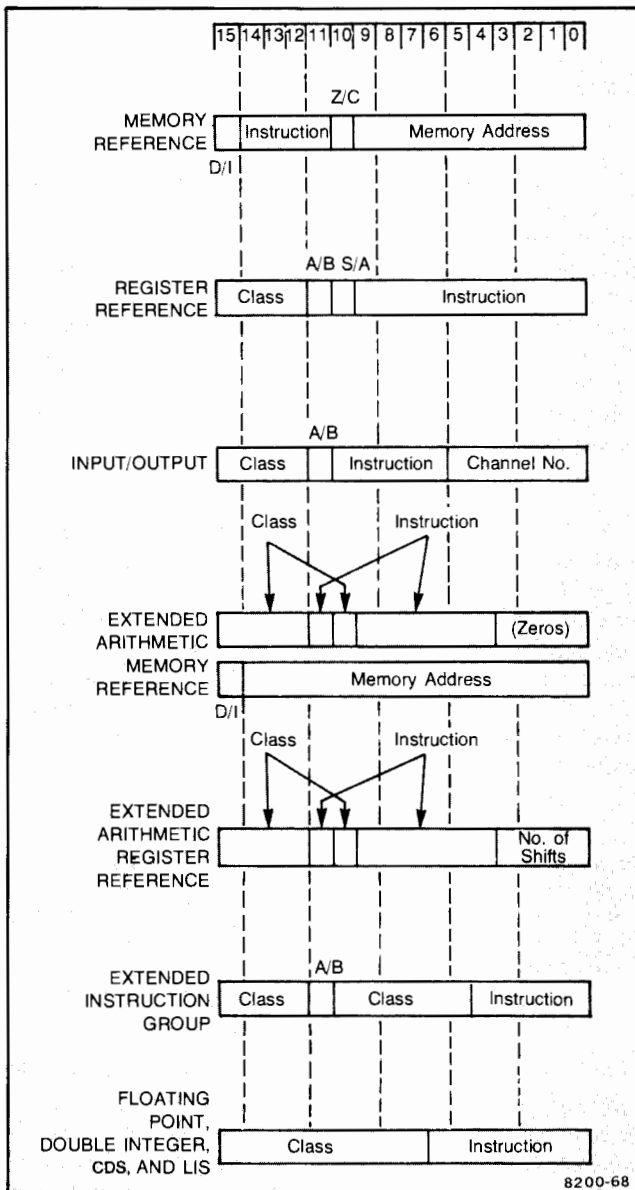 15 14 13 12 11 10 9 8 7 6 5 4 3 2 1 0
Z/C
MEMORY
REFERENCE
Instruction
Memory Address
D/I
A/B S/A
REGISTER
REFERENCE
Class
Instruction
A/B
INPUT/OUTPUT
Class
Instruction
Channel No.
Class
Instruction
EXTENDED
ARITHMETIC
(Zeros)
MEMORY
REFERENCE
Memory Address
D/I
Class
Instruction
EXTENDED
ARITHMETIC
REGISTER
REFERENCE
No. of
Shifts
A/B
EXTENDED
INSTRUCTION
GROUP
Class
Class
Instruction
FLOATING
POINT,
DOUBLE INTEGER,
CDS, AND LIS
Class
Instruction
8200-68